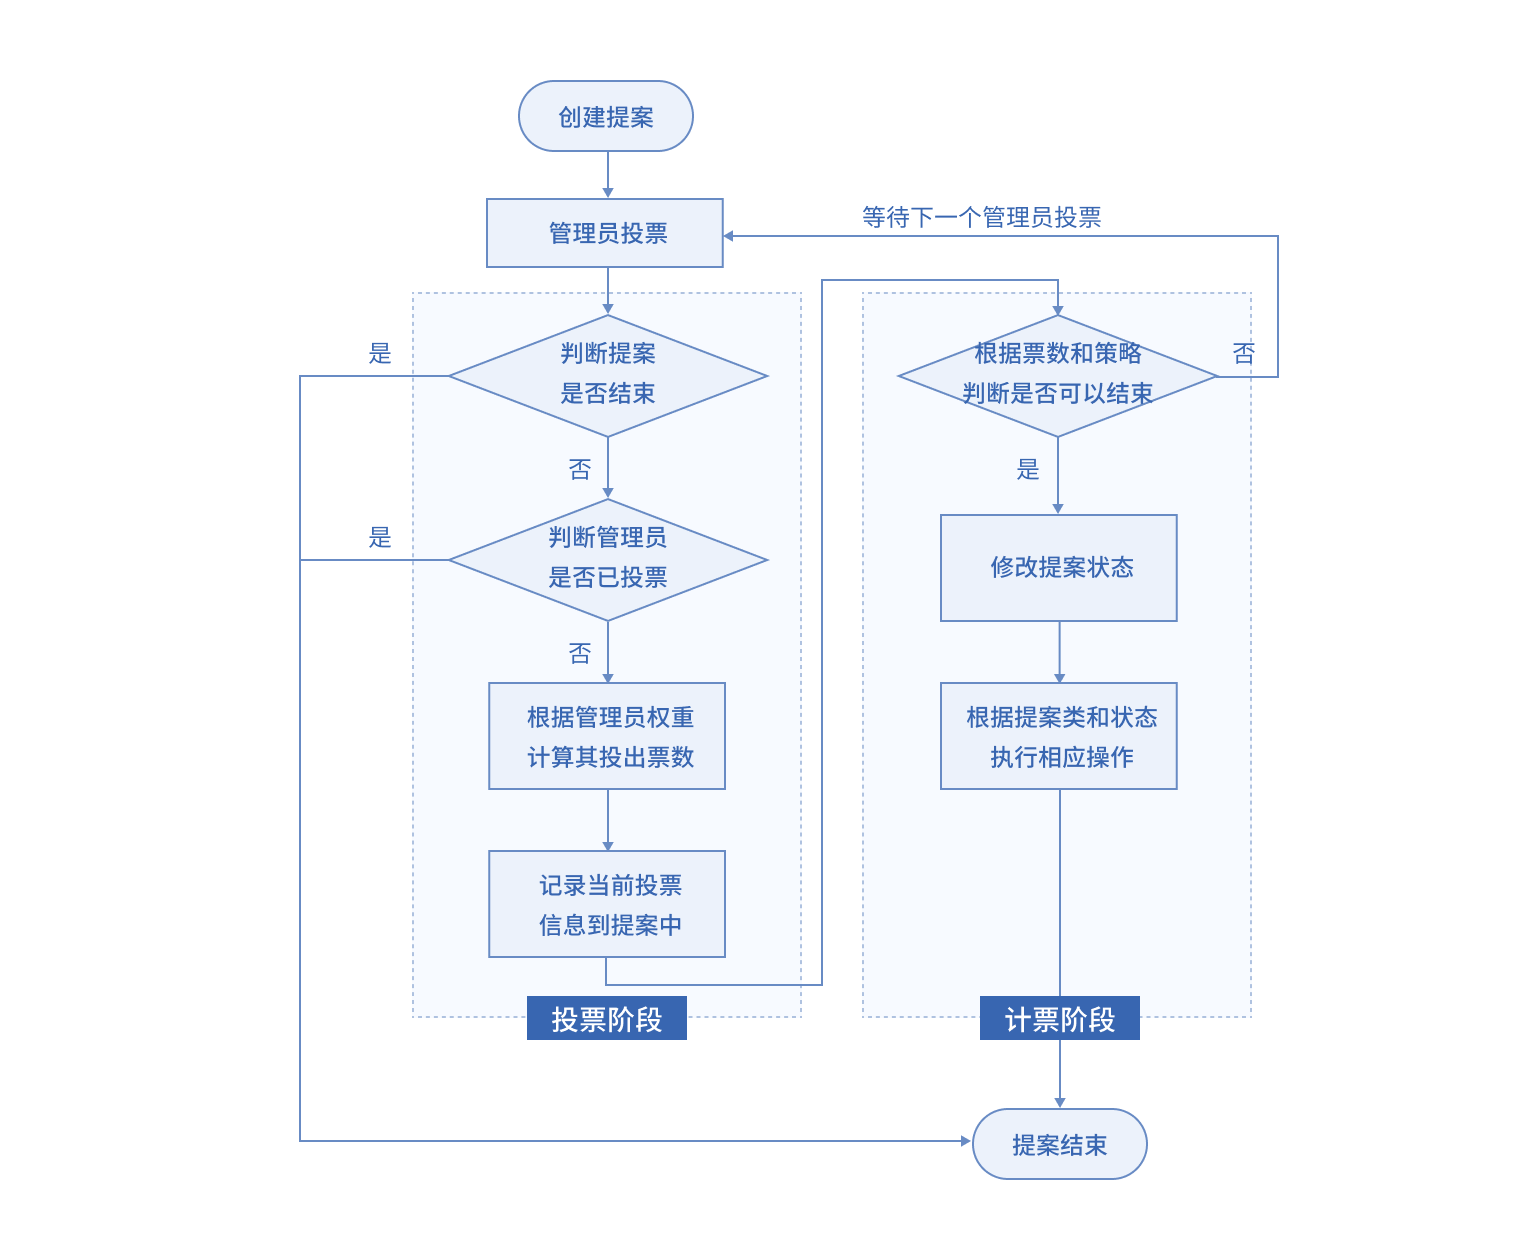 创建提案
管理员投票
等待下一个管理员投票
是
判断提案
是否结束
否
是
判断管理员
是否已投票
否
根据管理员权重
计算其投出票数
记录当前投票
信息到提案中
投票阶段
根据票数和策略
判断是否可以结束
否
是
修改提案状态
根据提案类和状态
执行相应操作
计票阶段
提案结束